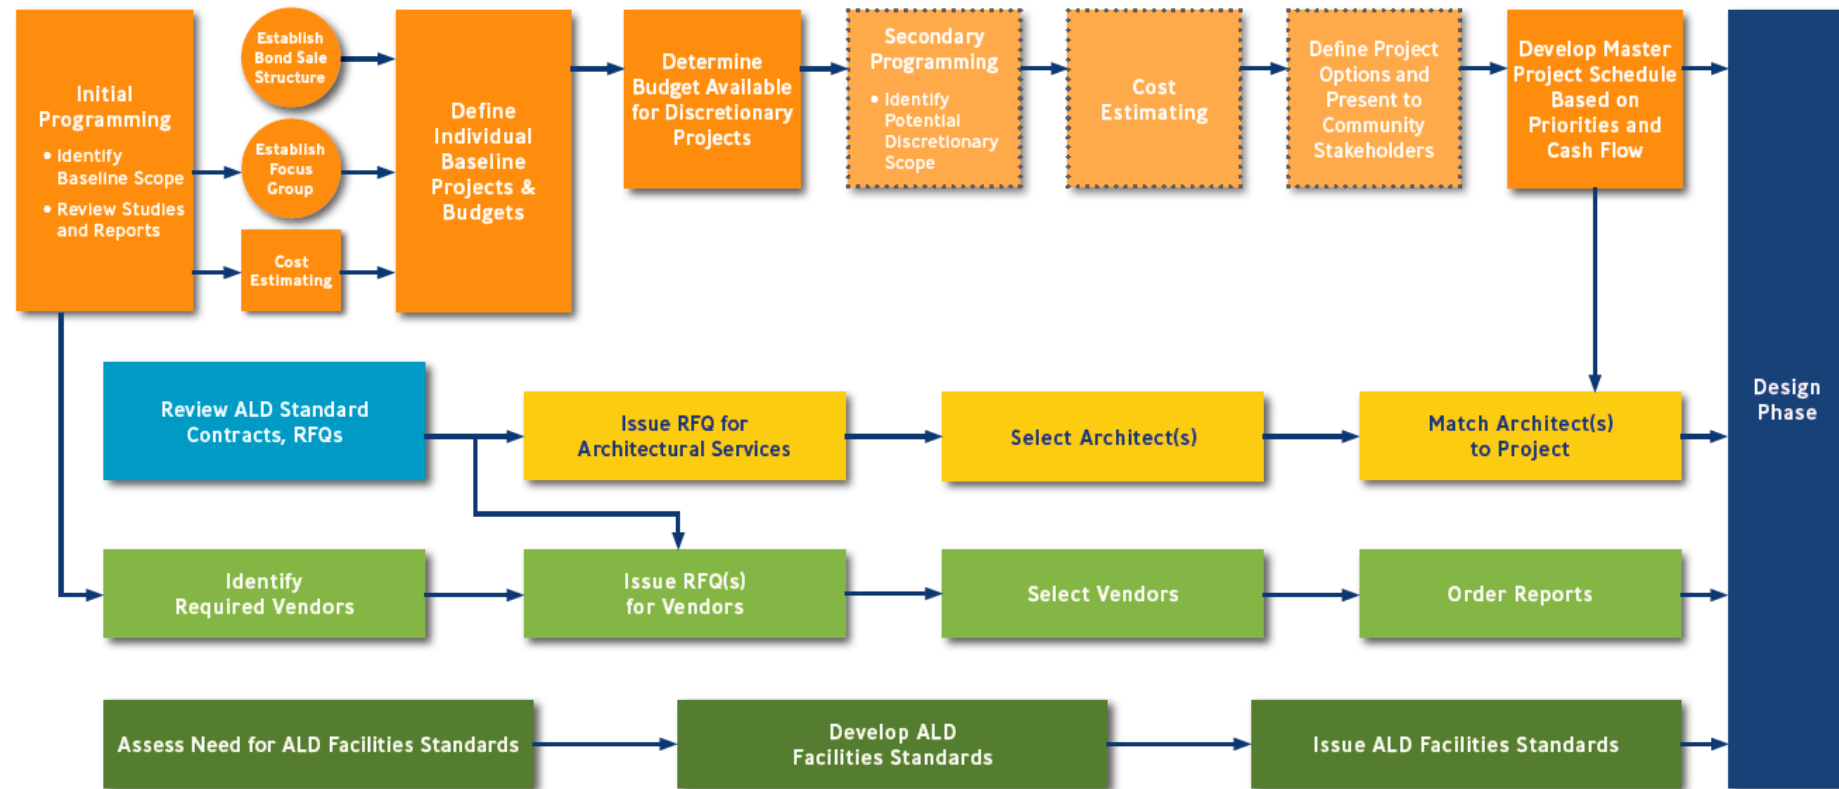 Initial
Programming
• Identify
Baseline Scope
• Review Studies
and Reports
Establish
Bond Sale
Structure
Establish
Focus
Group
Cost
Estimating
Define
Individual
Baseline
Projects &
Budgets
Determine
Budget Available
for Discretionary
Projects
Secondary
Programming
• Identify
Potential
Discretionary
Scope
Cost
Estimating
Define Project
Options and
Present to
Community
Stakeholders
Develop Master
Project Schedule
Based on
Priorities and
Cash Flow
Design
Phase
Review ALD Standard
Contracts, RFQs
Issue RFQ for
Architectural Services
Select Architect(s)
Match Architect(s)
to Project
Identify
Required Vendors
Issue RFQ(s)
for Vendors
Select Vendors
Order Reports
Assess Need for ALD Facilities Standards
Develop ALD
Facilities Standards
Issue ALD Facilities Standards